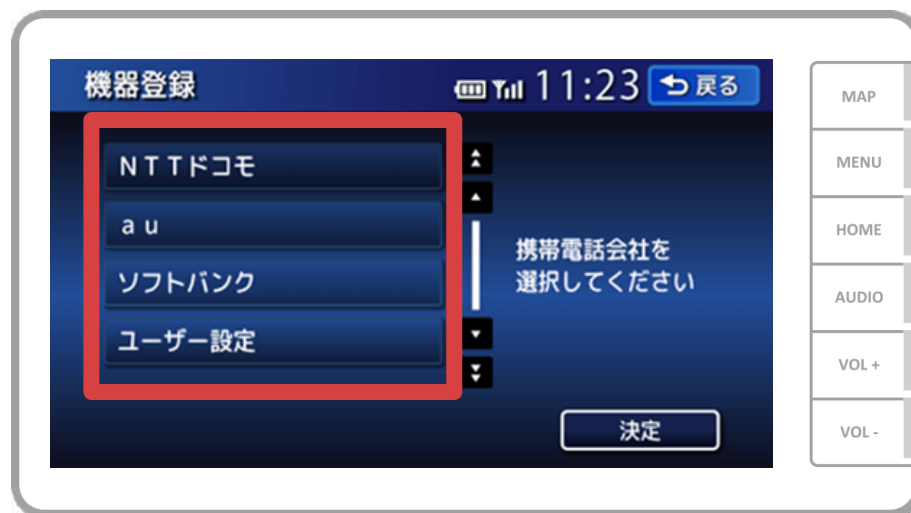 機器登録
11:23
戻る
NTTドコモ
au
ソフトバンク
ユーザー設定
携帯電話会社を
選択してください
決定
MAP
MENU
HOME
AUDIO
VOL +
VOL -